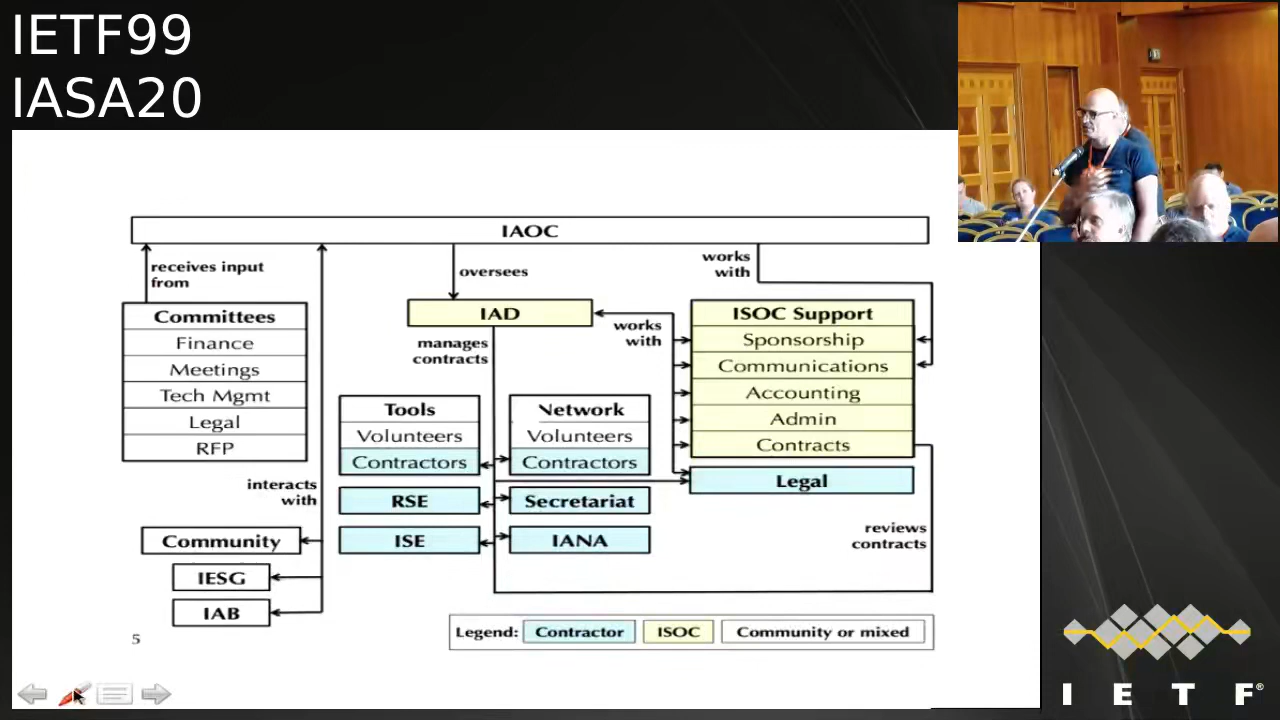 IETF99
IASA20
IAOC
receives input
from
oversees
works
with
Committees
Finance
Meetings
Tech Mgmt
Legal
RFP
IAD
works
with
ISOC Support
Sponsorship
Communications
Accounting
Admin
Contracts
manages
contracts
Tools
Volunteers
Contractors
Network
Volunteers
Contractors
Legal
interacts
with
RSE
Secretariat
reviews
contracts
Community
ISE
IANA
IESG
IAB
5
Legend: Contractor ISOC Community or mixed
IETF®